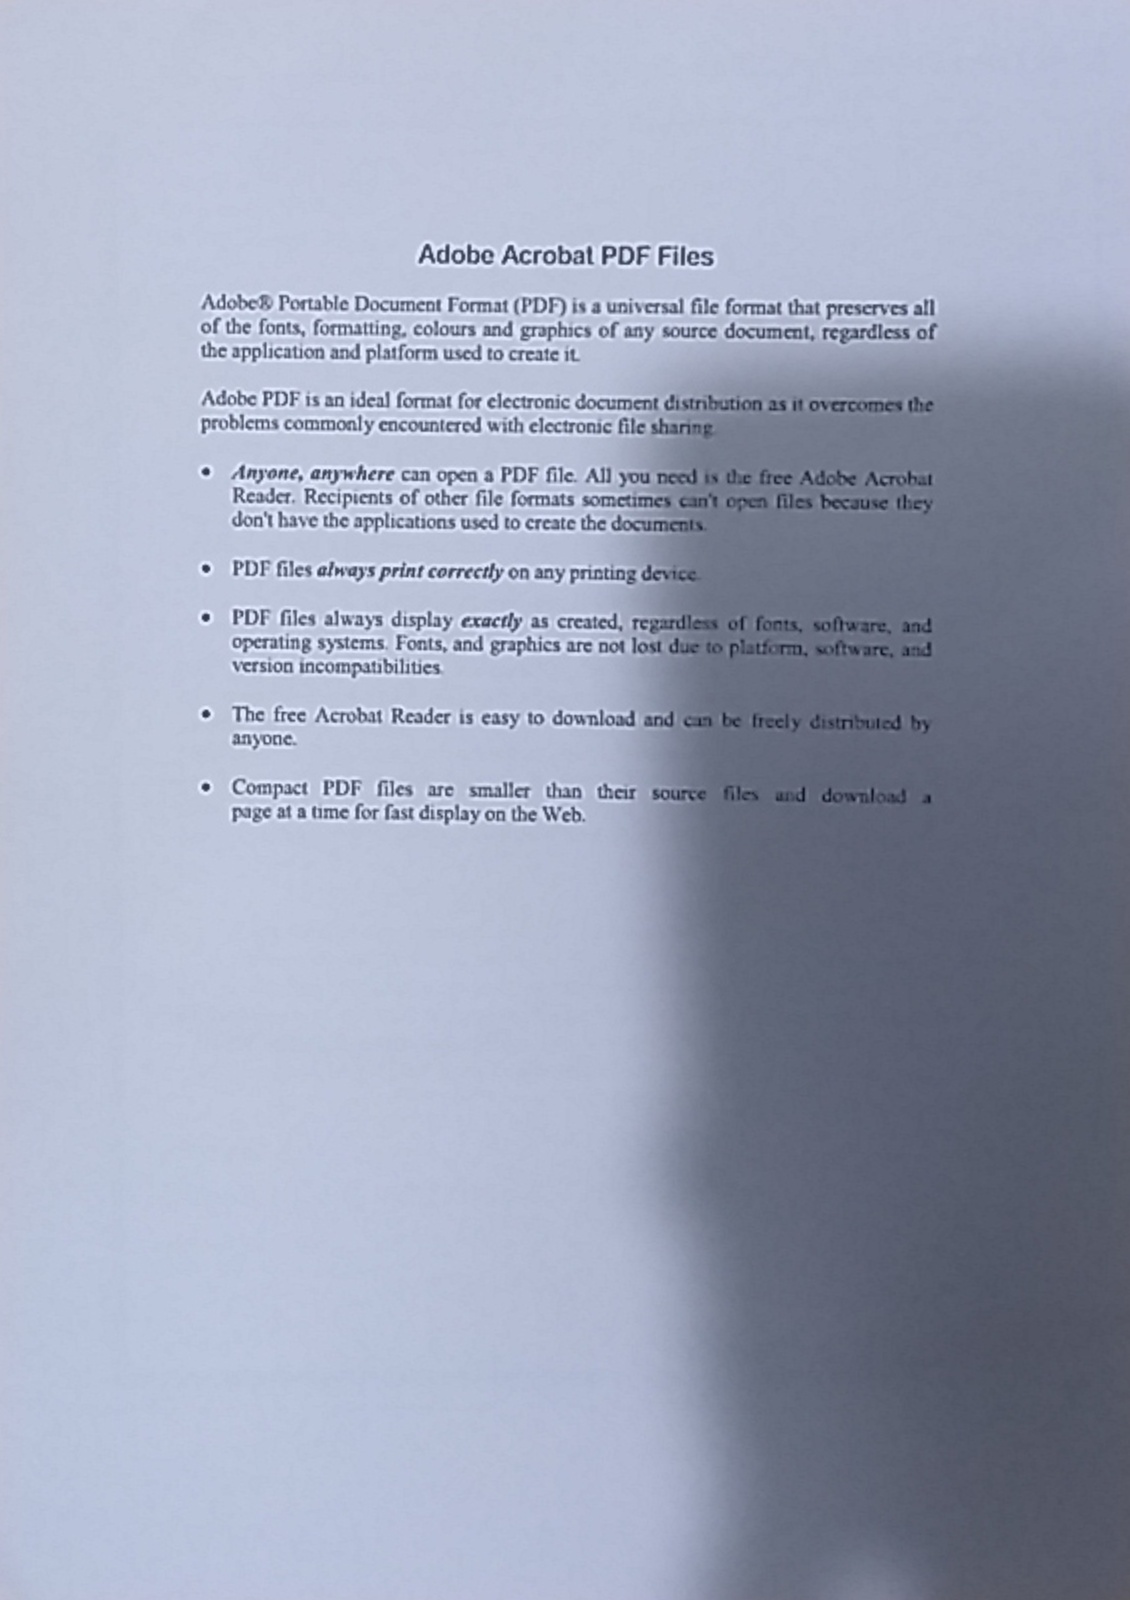 Adobe Acrobat PDF Files
Adobe® Portable Document Format (PDF) is a universal file format that preserves all
of the fonts, formatting, colours and graphics of any source document, regardless of
the application and platform used to create it.
Adobe PDF is an ideal format for electronic document distribution as it overcomes the
problems commonly encountered with electronic file sharing.
• Anyone, anywhere can open a PDF file. All you need is the free Adobe Acrobat
Reader. Recipients of other file formats sometimes can't open files because they
don't have the applications used to create the documents.
• PDF files always print correctly on any printing device.
• PDF files always display exactly as created, regardless of fonts, software, and
operating systems. Fonts, and graphics are not lost due to platform, software, and
version incompatibilities.
• The free Acrobat Reader is easy to download and can be freely distributed by
anyone.
• Compact PDF files are smaller than their source files and download a
page at a time for fast display on the Web.